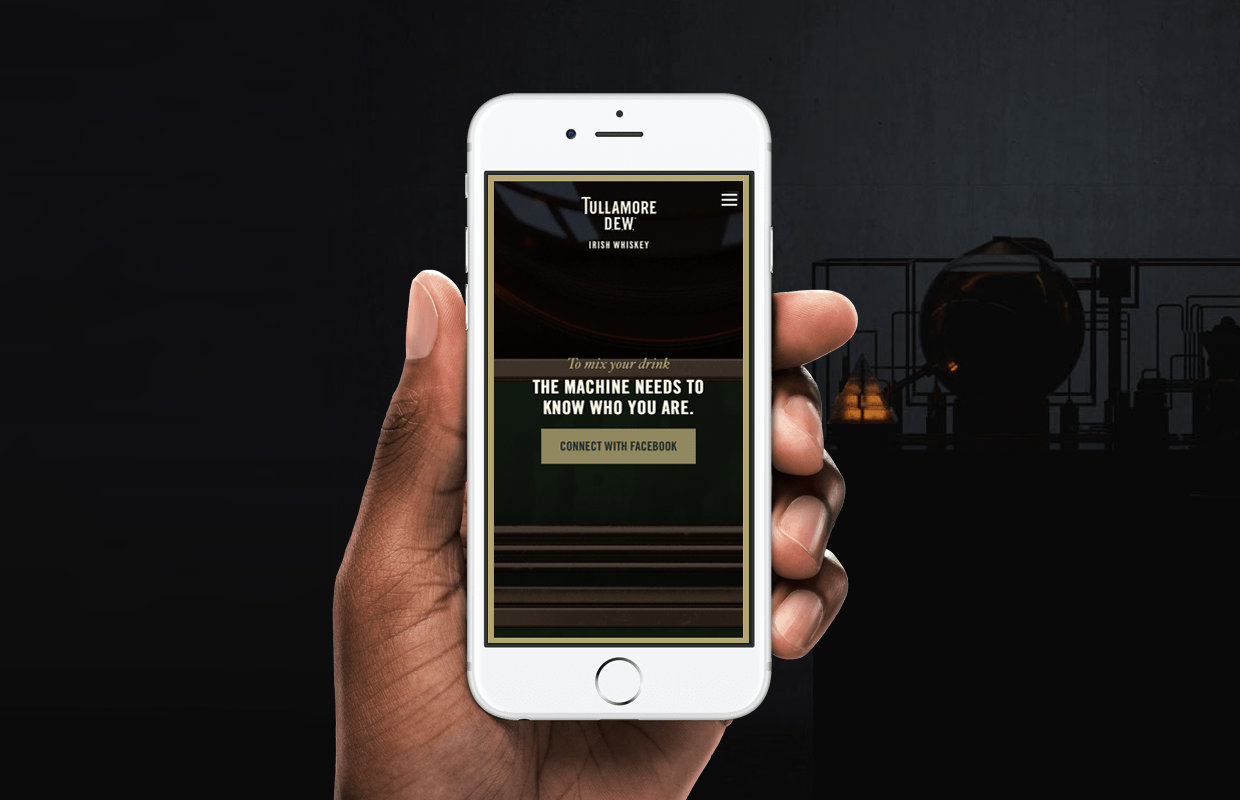 TULLAMORE
D.E.W.
IRISH WHISKEY
To mix your drink
THE MACHINE NEEDS TO
KNOW WHO YOU ARE.
CONNECT WITH FACEBOOK